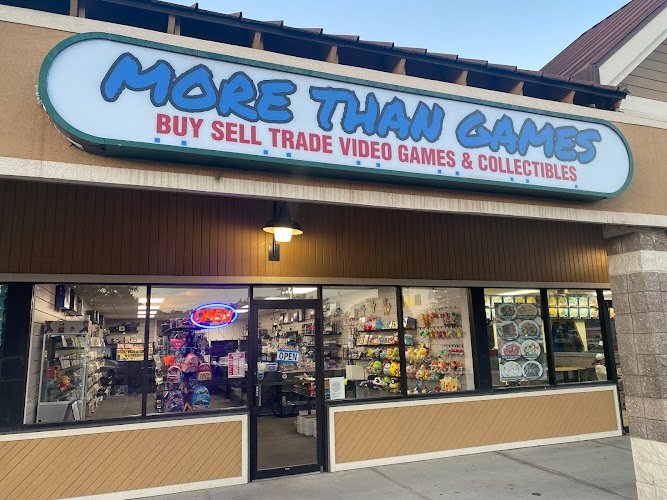 MORE THAN GAMES
BUY SELL TRADE VIDEO GAMES & COLLECTIBLES
OPEN
OPEN